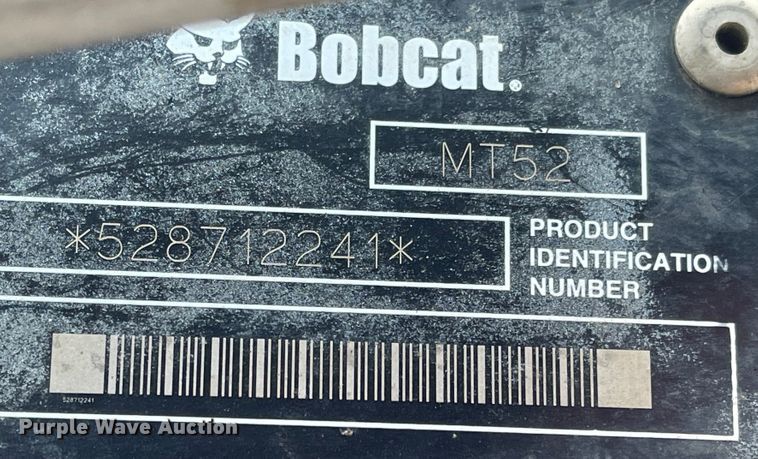 Bobcat®
MT52
*528712241*
PRODUCT
IDENTIFICATION
NUMBER
528712241
Purple Wave Auction